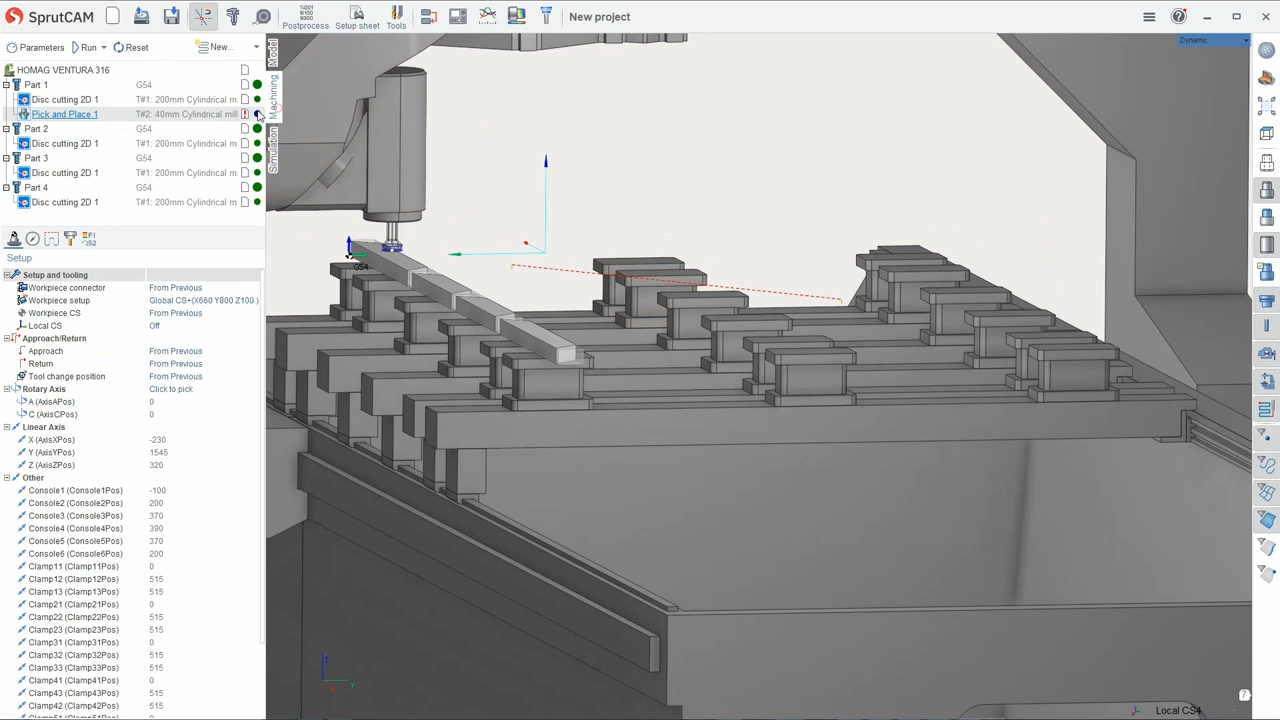 SprutCAM
N100
N200
N300
Postprocess
Setup sheet
Tools
New project
Dynamic
Parameters
Run
Reset
New...
Model
Machining
Simulation
HOMAG VENTURA 316
Part 1 G54
Disc cutting 2D 1 T#1: 200mm Cylindrical m
Pick and Place 1 T#2: 40mm Cylindrical mill
Part 2 G54
Disc cutting 2D 1 T#1: 200mm Cylindrical m
Part 3 G54
Disc cutting 2D 1 T#1: 200mm Cylindrical m
Part 4 G54
Disc cutting 2D 1 T#1: 200mm Cylindrical m
Setup
Setup and tooling
Workpiece connector From Previous
Workpiece setup Global CS+(X660 Y800 Z100 )
Workpiece CS From Previous
Local CS Off
Approach/Return
Approach From Previous
Return From Previous
Tool change position From Previous
Rotary Axis Click to pick
A (AxisAPos) 0
C (AxisCPos) 0
Linear Axis
X (AxisXPos) -230
Y (AxisYPos) 1545
Z (AxisZPos) 320
Other
Console1 (Console1Pos) -100
Console2 (Console2Pos) 200
Console3 (Console3Pos) 370
Console4 (Console4Pos) 390
Console5 (Console5Pos) 370
Console6 (Console6Pos) 200
Clamp11 (Clamp11Pos) 0
Clamp12 (Clamp12Pos) 515
Clamp13 (Clamp13Pos) 515
Clamp21 (Clamp21Pos) 0
Clamp22 (Clamp22Pos) 515
Clamp23 (Clamp23Pos) 515
Clamp31 (Clamp31Pos) 0
Clamp32 (Clamp32Pos) 515
Clamp33 (Clamp33Pos) 515
Clamp41 (Clamp41Pos) 0
Clamp43 (Clamp43Pos) 515
Clamp42 (Clamp42Pos) 515
G54
Z
Y
Local CS4